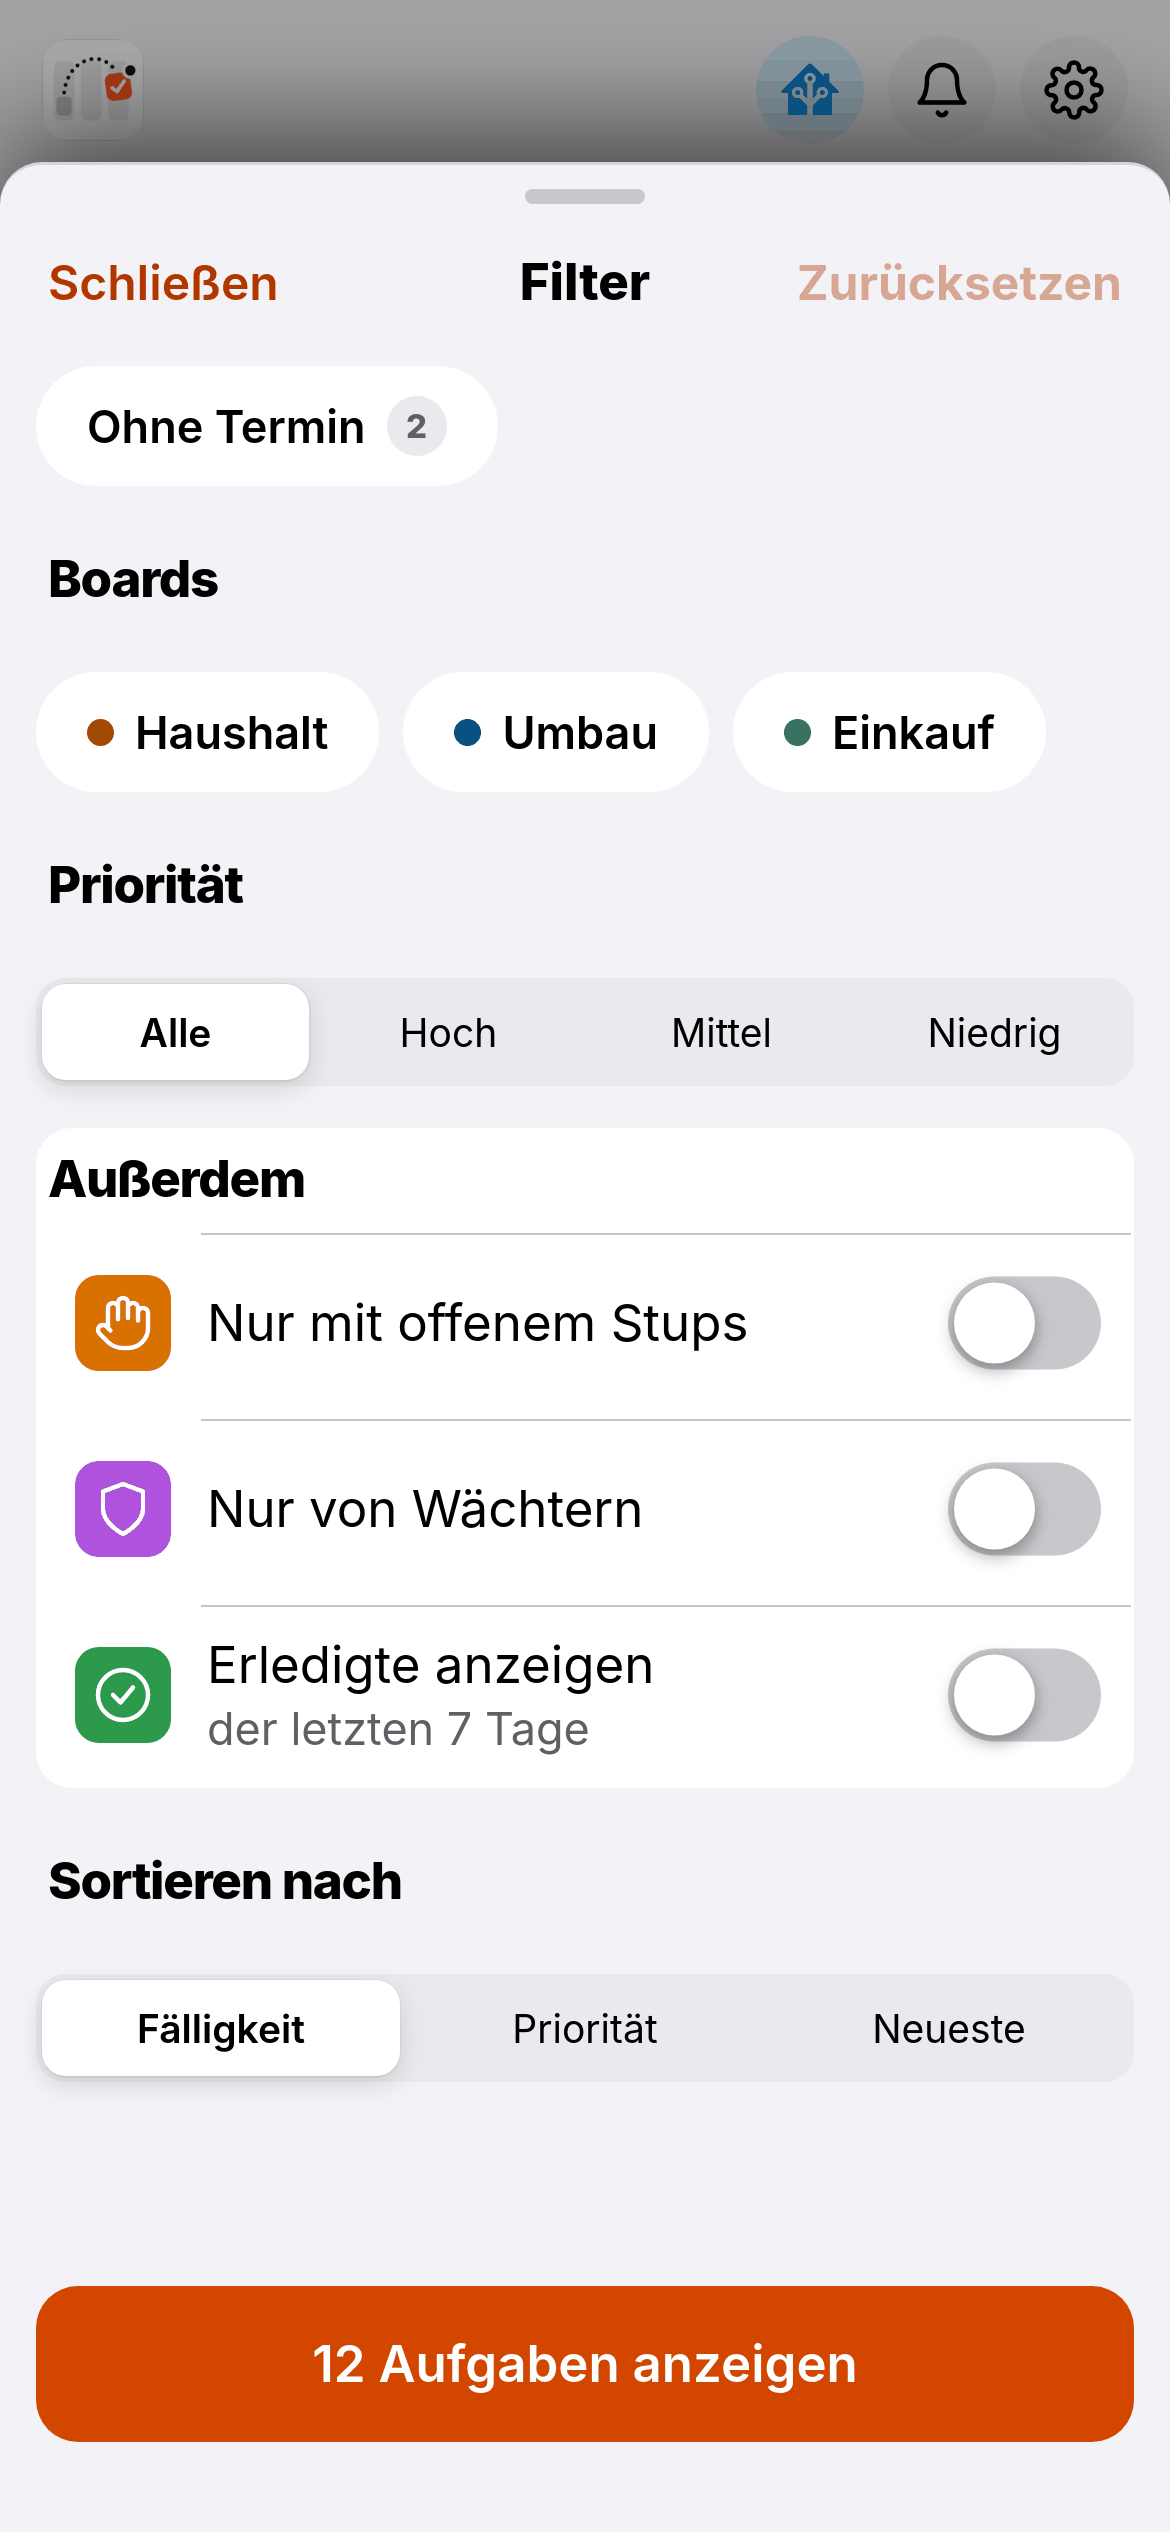 Schließen Filter Zurücksetzen
Ohne Termin 2
Boards
Haushalt Umbau Einkauf
Priorität
Alle Hoch Mittel Niedrig
Außerdem
Nur mit offenem Stups
Nur von Wächtern
Erledigte anzeigen
der letzten 7 Tage
Sortieren nach
Fälligkeit Priorität Neueste
12 Aufgaben anzeigen